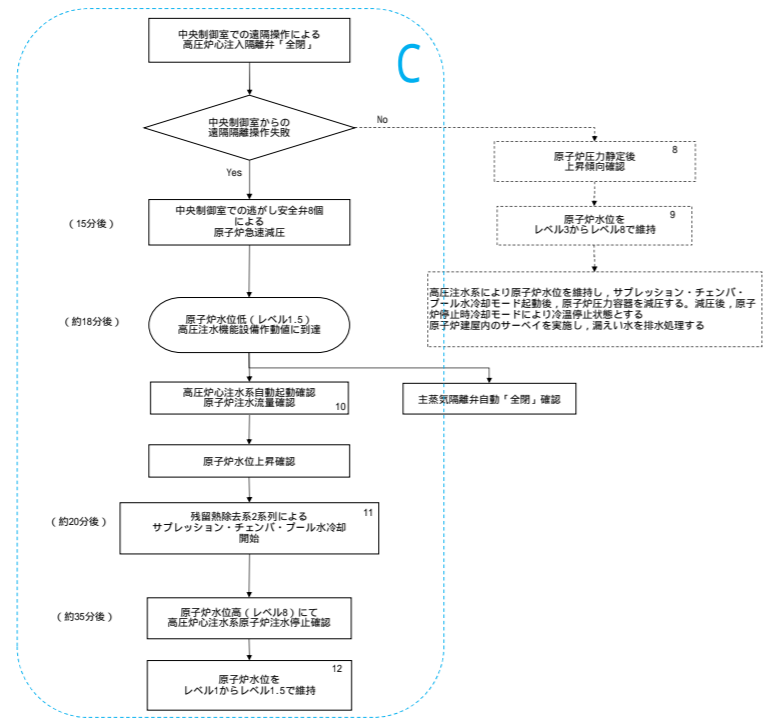 中央制御室での遠隔操作による
高圧炉心注入隔離弁「全閉」
C
中央制御室からの
遠隔隔離操作失敗
No
Yes
8
原子炉圧力静定後
上昇傾向確認
(15分後)
中央制御室での逃がし安全弁8個
による
原子炉急速減圧
9
原子炉水位を
レベル3からレベル8で維持
高圧注水系により原子炉水位を維持し,サプレッション・チェンバ・
プール水冷却モード起動後,原子炉圧力容器を減圧する。減圧後,原子
炉停止時冷却モードにより冷温停止状態とする
原子炉建屋内のサーベイを実施し,漏えい水を排水処理する
(約18分後)
原子炉水位低(レベル1.5)
高圧注水機能設備作動値に到達
高圧炉心注水系自動起動確認
原子炉注水流量確認
10
主蒸気隔離弁自動「全閉」確認
原子炉水位上昇確認
(約20分後)
11
残留熱除去系2系列による
サプレッション・チェンバ・プール水冷却
開始
(約35分後)
原子炉水位高(レベル8)にて
高圧炉心注水系原子炉注水停止確認
12
原子炉水位を
レベル1からレベル1.5で維持